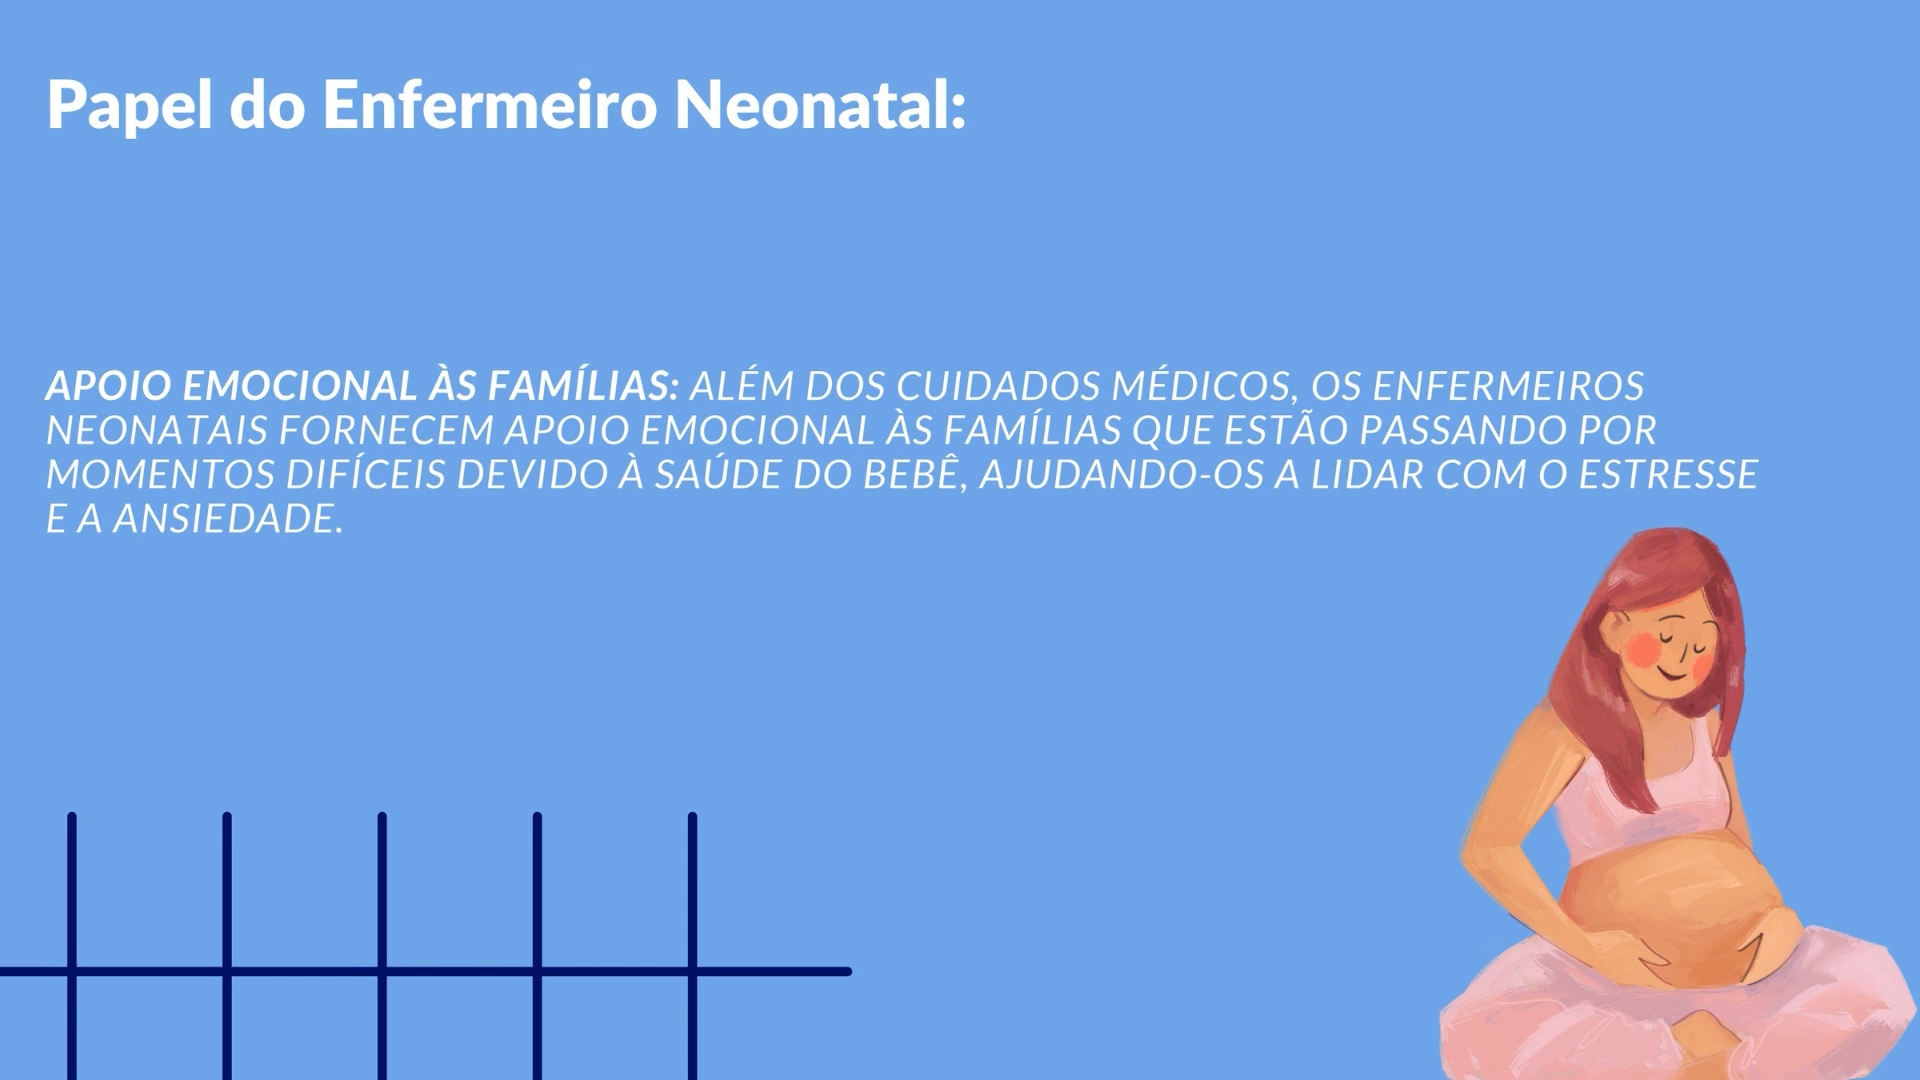 Papel do Enfermeiro Neonatal:
APOIO EMOCIONAL ÀS FAMÍLIAS: ALÉM DOS CUIDADOS MÉDICOS, OS ENFERMEIROS
NEONATAIS FORNECEM APOIO EMOCIONAL ÀS FAMÍLIAS QUE ESTÃO PASSANDO POR
MOMENTOS DIFÍCEIS DEVIDO À SAÚDE DO BEBÊ, AJUDANDO-OS A LIDAR COM O ESTRESSE
E A ANSIEDADE.